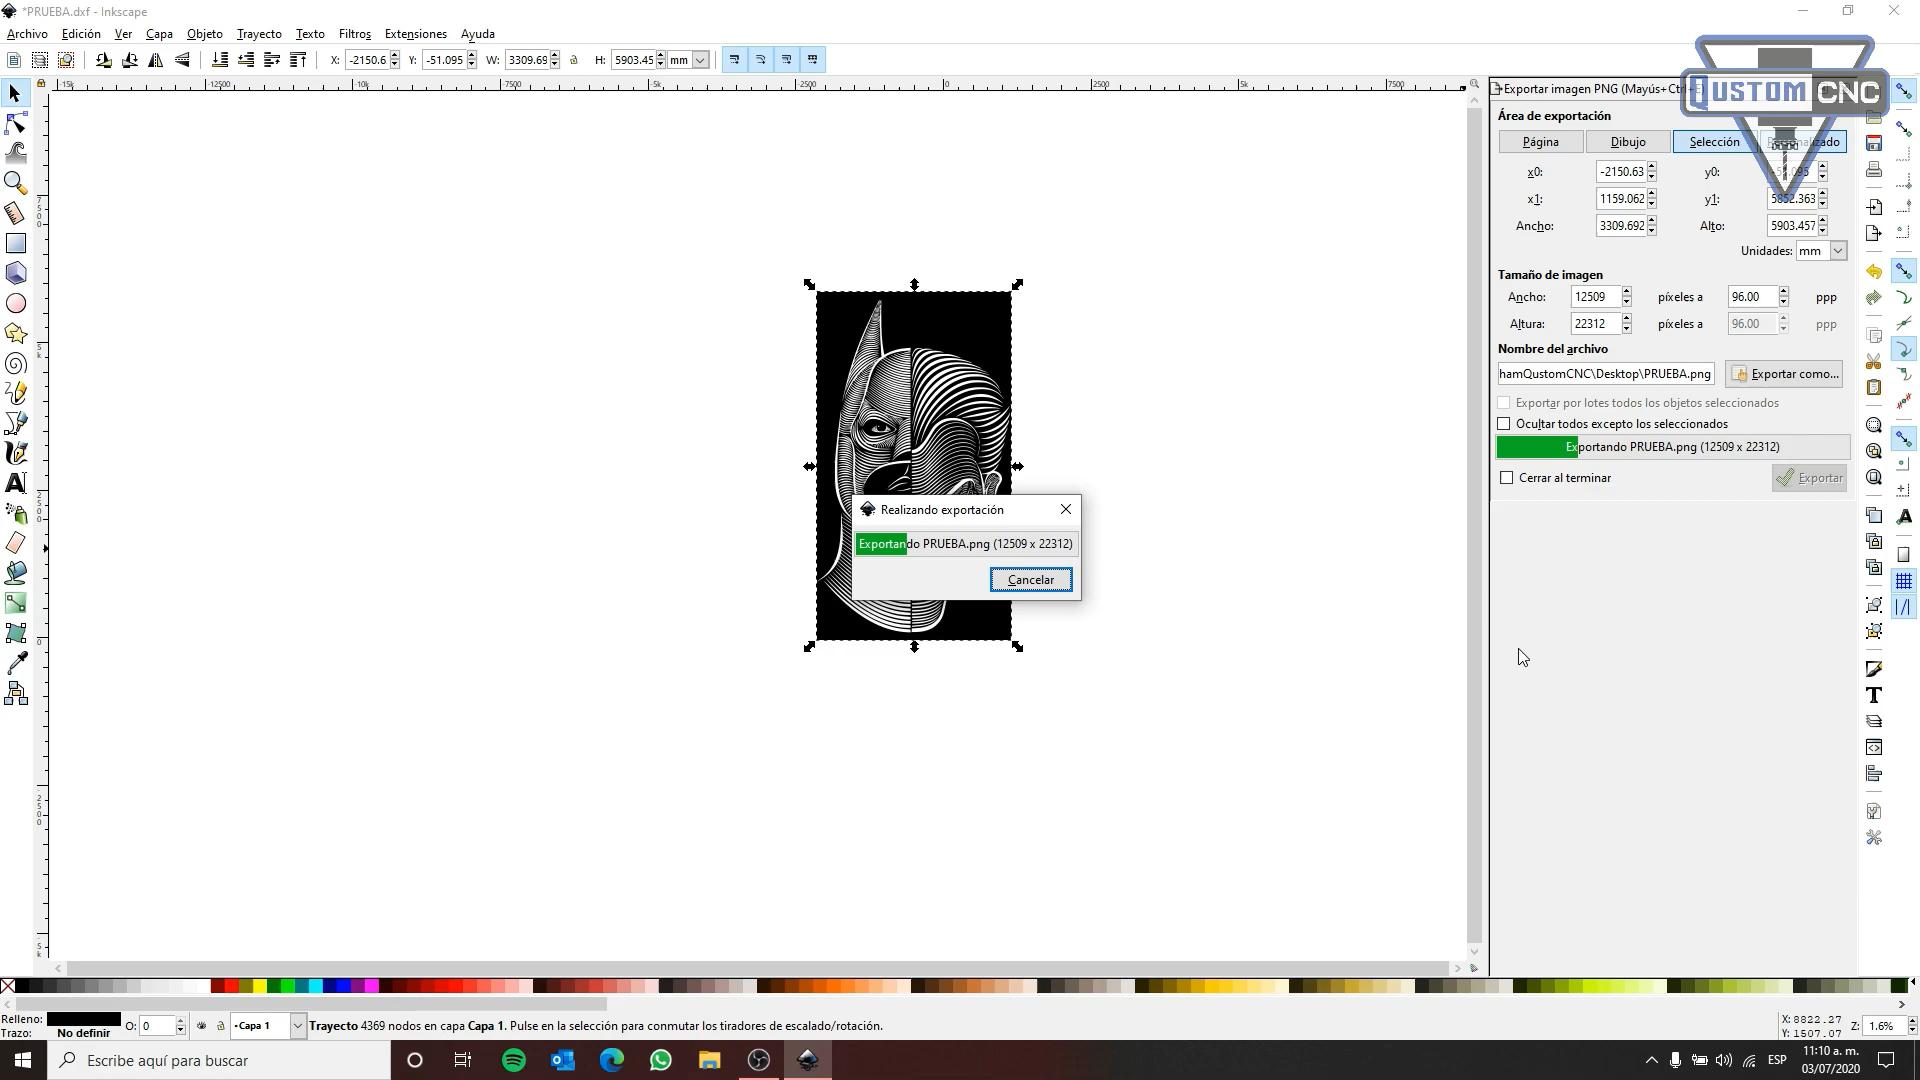 *PRUEBA.dxf - Inkscape
Archivo Edición Ver Capa Objeto Trayecto Texto Filtros Extensiones Ayuda
X: -2150.6 Y: -51.095 W: 3309.69 H: 5903.45 mm
Exportar imagen PNG (Mayús+Ctrl+E)
QUSTOM CNC
Área de exportación
Página Dibujo Selección
x0: -2150.63 y0:
x1: 1159.062 y1: 5852.363
Ancho: 3309.692 Alto: 5903.457
Unidades: mm
Tamaño de imagen
Ancho: 12509 píxeles a 96.00 ppp
Altura: 22312 píxeles a 96.00 ppp
Nombre del archivo
hamQustomCNC\Desktop\PRUEBA.png Exportar como...
Exportar por lotes todos los objetos seleccionados
Ocultar todos excepto los seleccionados
Exportando PRUEBA.png (12509 x 22312)
Cerrar al terminar Exportar
Realizando exportación
Exportando PRUEBA.png (12509 x 22312)
Cancelar
Relleno:
Trazo: No definir
O: 0 •Capa 1 Trayecto 4369 nodos en capa Capa 1. Pulse en la selección para conmutar los tiradores de escalado/rotación.
X: 8822.27
Y: 1507.07
Z: 1.6%
Escribe aquí para buscar
ESP
11:10 a. m.
03/07/2020